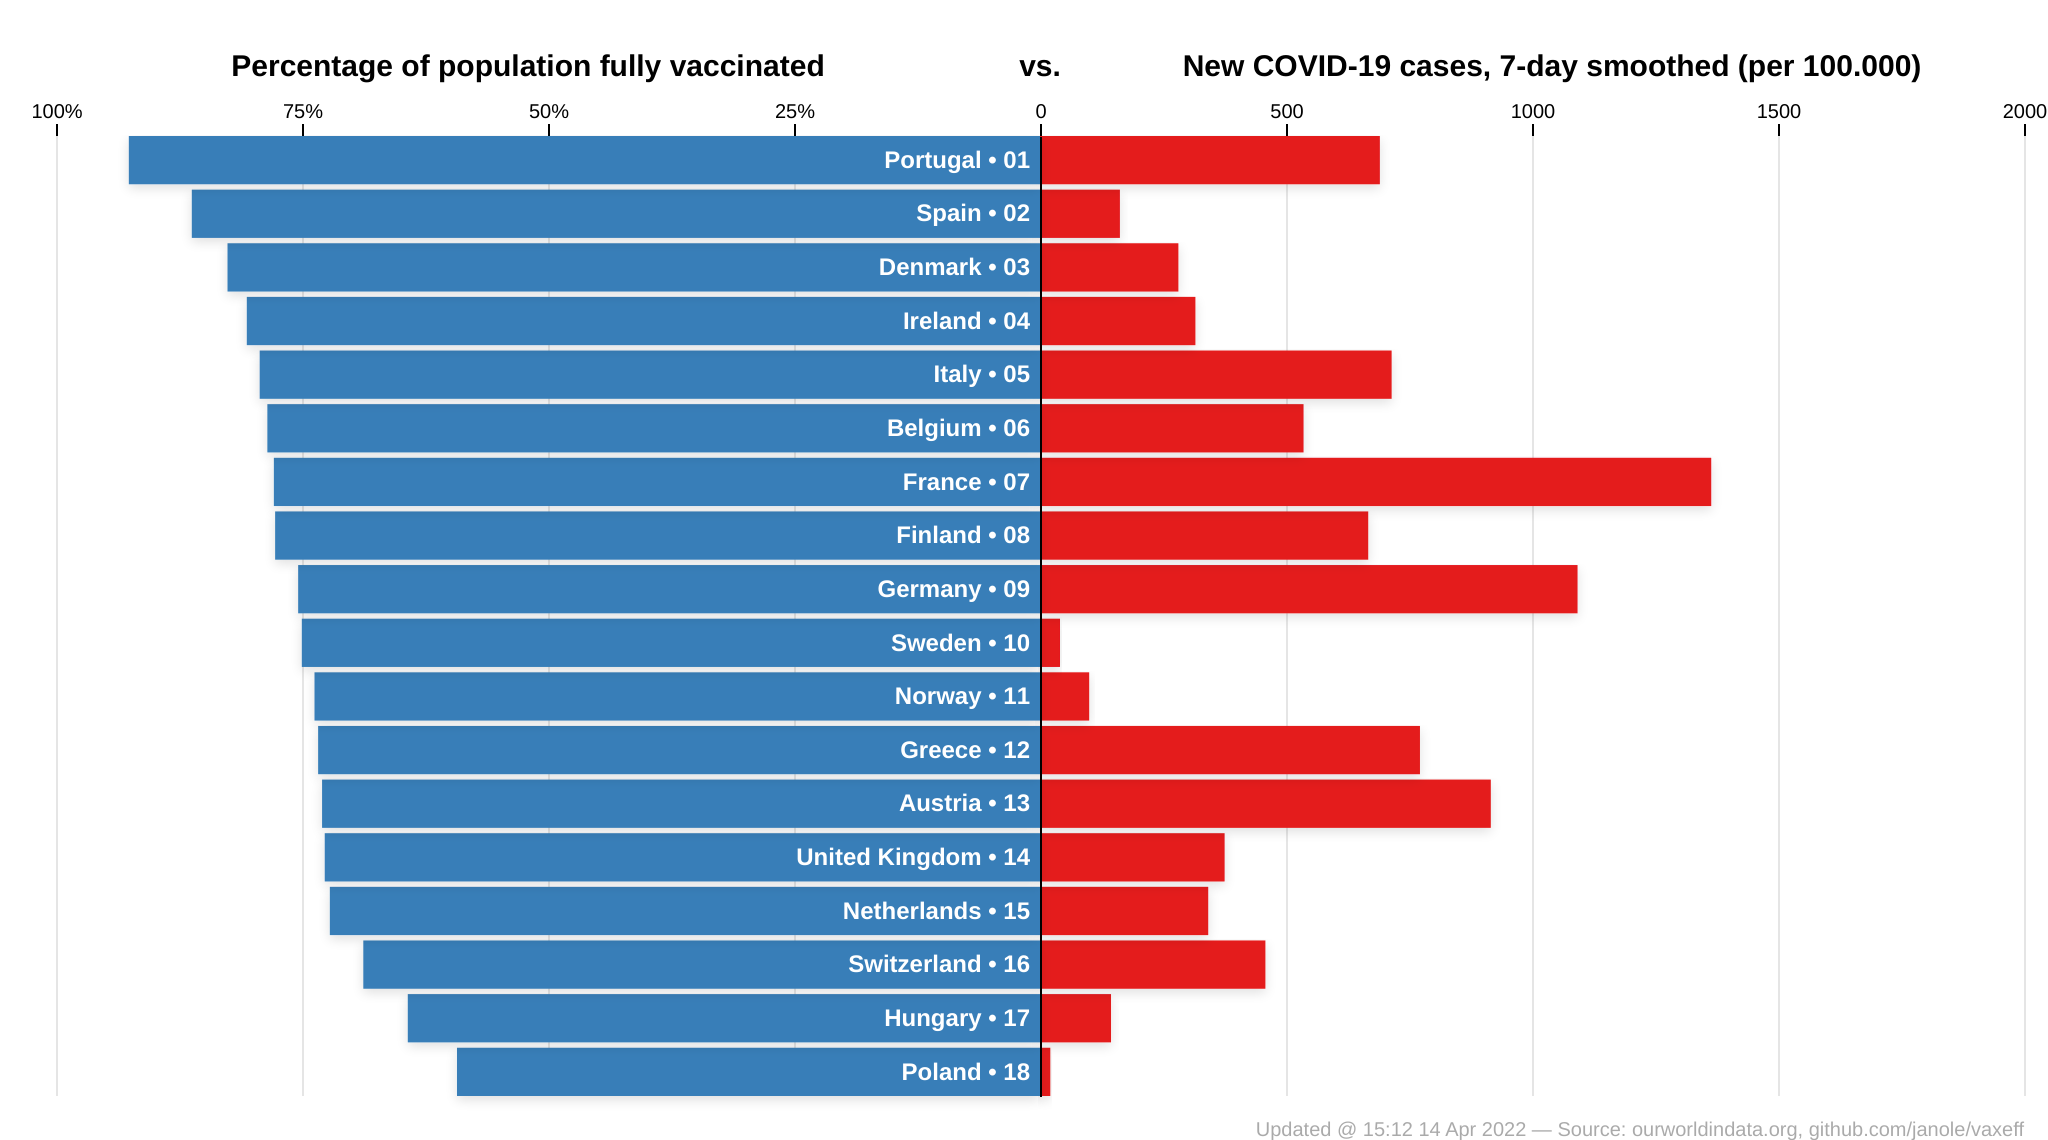 Percentage of population fully vaccinated vs. New COVID-19 cases, 7-day smoothed (per 100.000)
100% 75% 50% 25% 0 500 1000 1500 2000
Portugal • 01
Spain • 02
Denmark • 03
Ireland • 04
Italy • 05
Belgium • 06
France • 07
Finland • 08
Germany • 09
Sweden • 10
Norway • 11
Greece • 12
Austria • 13
United Kingdom • 14
Netherlands • 15
Switzerland • 16
Hungary • 17
Poland • 18
Updated @ 15:12 14 Apr 2022 — Source: ourworldindata.org, github.com/janole/vaxeff